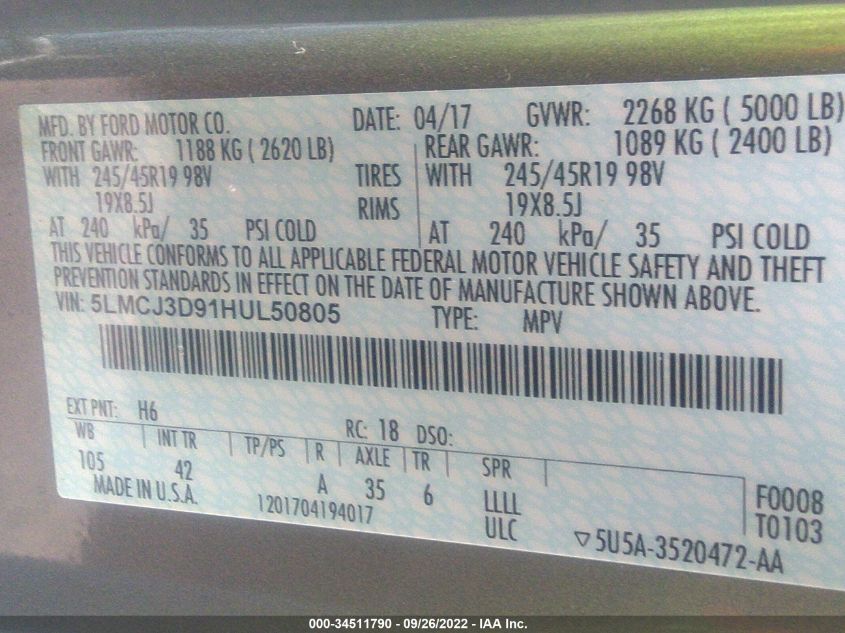 MFD. BY FORD MOTOR CO. DATE: 04/17 GVWR: 2268 KG ( 5000 LB)
FRONT GAWR: 1188 KG ( 2620 LB) REAR GAWR: 1089 KG ( 2400 LB)
WITH 245/45R19 98V TIRES WITH 245/45R19 98V
19X8.5J RIMS 19X8.5J
AT 240 kPa/ 35 PSI COLD AT 240 kPa/ 35 PSI COLD
THIS VEHICLE CONFORMS TO ALL APPLICABLE FEDERAL MOTOR VEHICLE SAFETY AND THEFT
PREVENTION STANDARDS IN EFFECT ON THE DATE OF MANUFACTURE SHOWN ABOVE.
VIN: 5LMCJ3D91HUL50805 TYPE: MPV
EXT PNT: H6 RC: 18 DSO:
WB INT TR TP/PS R AXLE TR SPR
105 42 A 35 6 LLLL F0008
MADE IN U.S.A. 1201704194017 ULC T0103
▽5U5A-3520472-AA
000-34511790 - 09/26/2022 - IAA Inc.